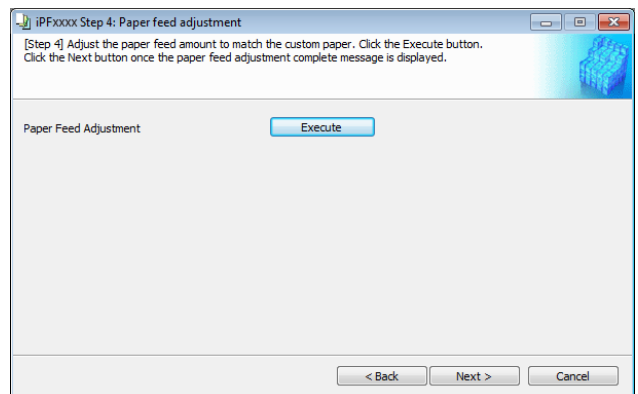 iPFxxxx Step 4: Paper feed adjustment
[Step 4] Adjust the paper feed amount to match the custom paper. Click the Execute button.
Click the Next button once the paper feed adjustment complete message is displayed.
Paper Feed Adjustment
Execute
< Back
Next >
Cancel